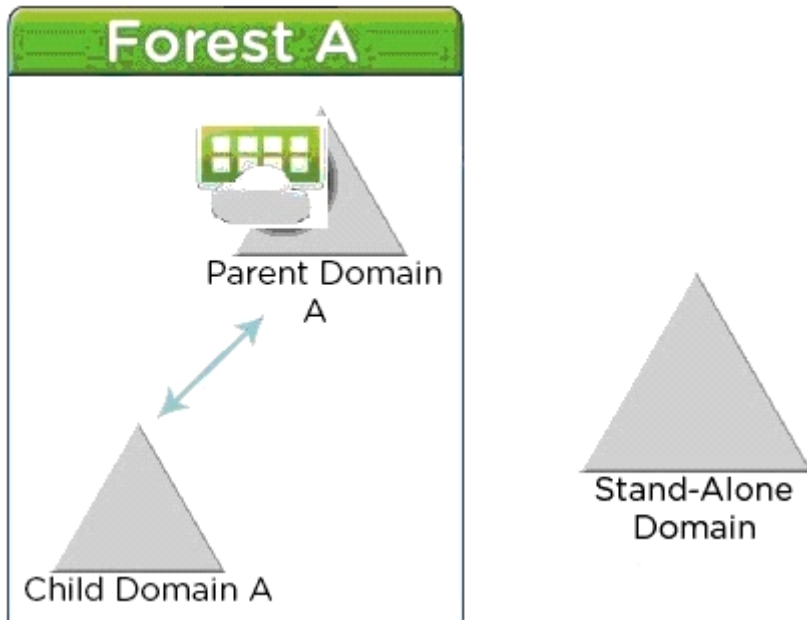 Forest A
Parent Domain
A
Child Domain A
Stand-Alone
Domain